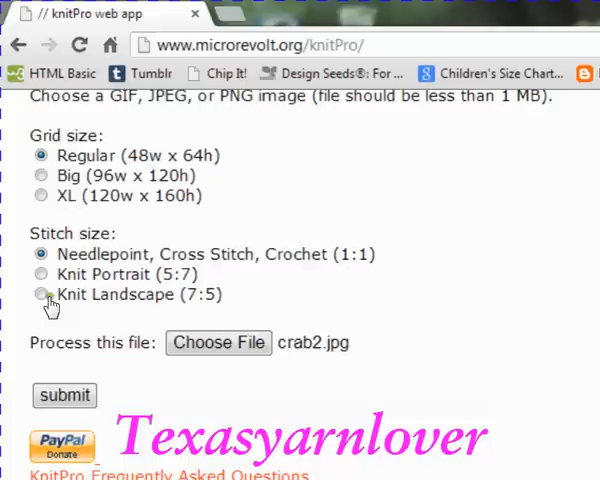 // knitPro web app
www.microrevolt.org/knitPro/
HTML Basic Tumblr Chip It! Design Seeds®: For ... Children's Size Chart...
Choose a GIF, JPEG, or PNG image (file should be less than 1 MB).
Grid size:
Regular (48w x 64h)
Big (96w x 120h)
XL (120w x 160h)
Stitch size:
Needlepoint, Cross Stitch, Crochet (1:1)
Knit Portrait (5:7)
Knit Landscape (7:5)
Process this file: Choose File crab2.jpg
submit
PayPal
Donate
Texasyarnlover
KnitPro Frequently Asked Questions